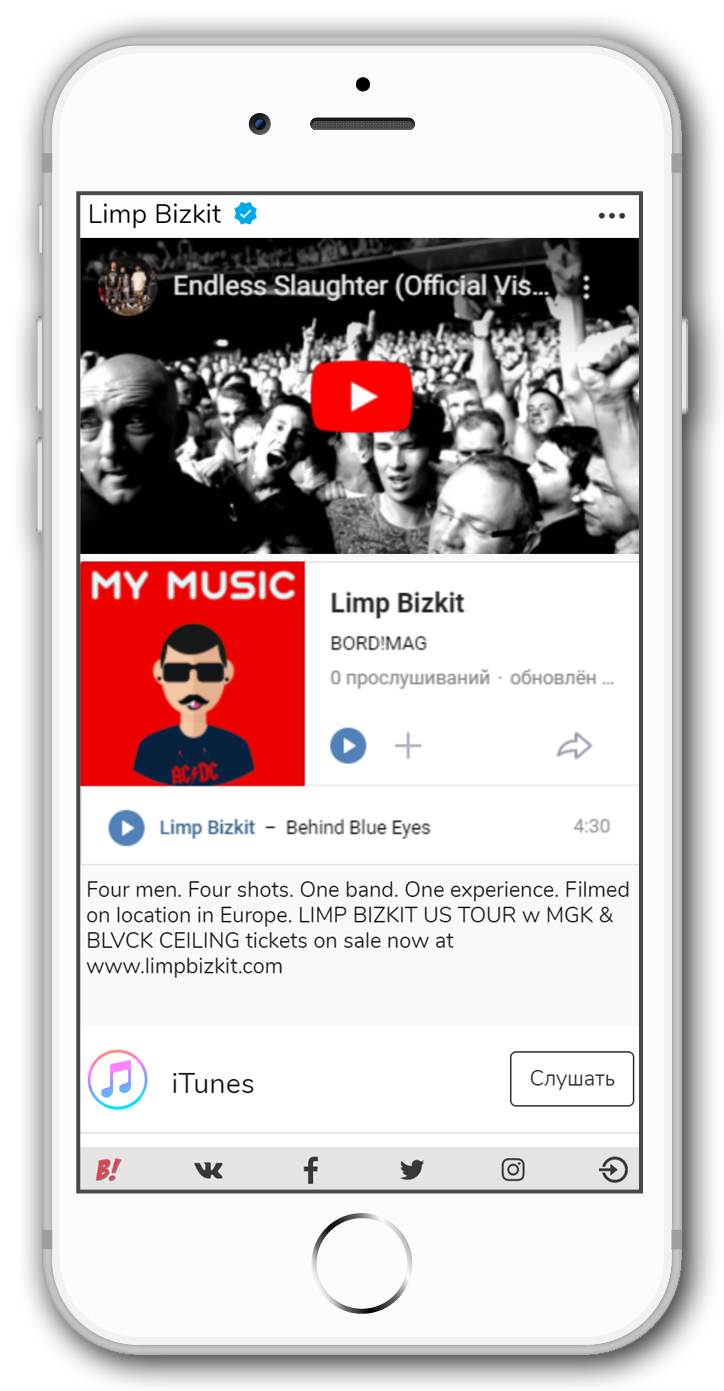 Limp Bizkit
Endless Slaughter (Official Vis...
MY MUSIC
AC/DC
Limp Bizkit
BORD!MAG
0 прослушиваний · обновлён ...
Limp Bizkit – Behind Blue Eyes 4:30
Four men. Four shots. One band. One experience. Filmed
on location in Europe. LIMP BIZKIT US TOUR w MGK &
BLVCK CEILING tickets on sale now at
www.limpbizkit.com
iTunes
Слушать
B!